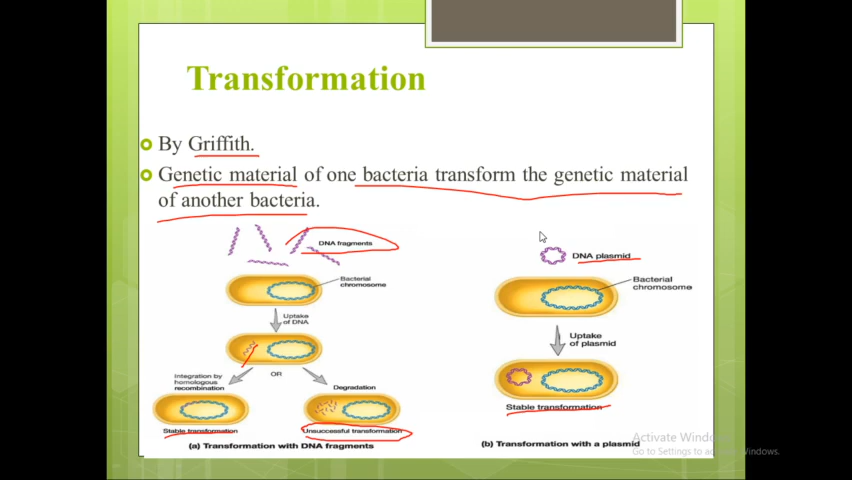 Transformation
By Griffith.
Genetic material of one bacteria transform the genetic material
of another bacteria.
DNA fragments
Bacterial
chromosome
Uptake
of DNA
Integration by
homologous
recombination
OR
Degradation
Stable transformation
Unsuccessful transformation
(a) Transformation with DNA fragments
DNA plasmid
Bacterial
chromosome
Uptake
of plasmid
Stable transformation
(b) Transformation with a plasmid
Activate Windows
Go to Settings to activate Windows.